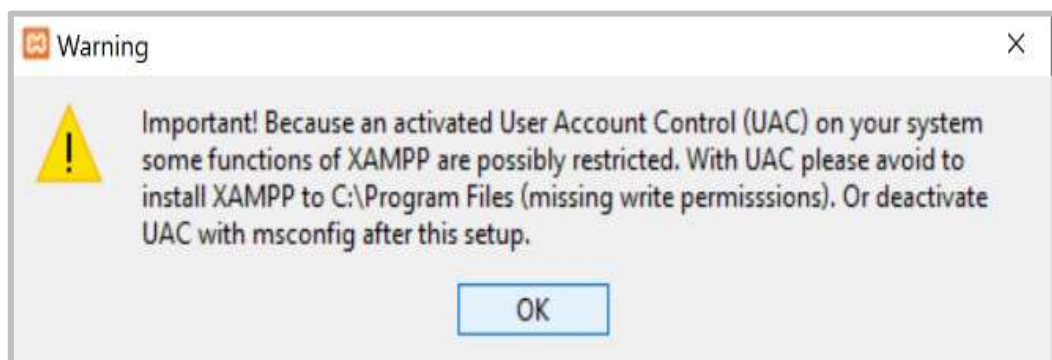 Warning
Important! Because an activated User Account Control (UAC) on your system
some functions of XAMPP are possibly restricted. With UAC please avoid to
install XAMPP to C:\Program Files (missing write permisssions). Or deactivate
UAC with msconfig after this setup.
OK